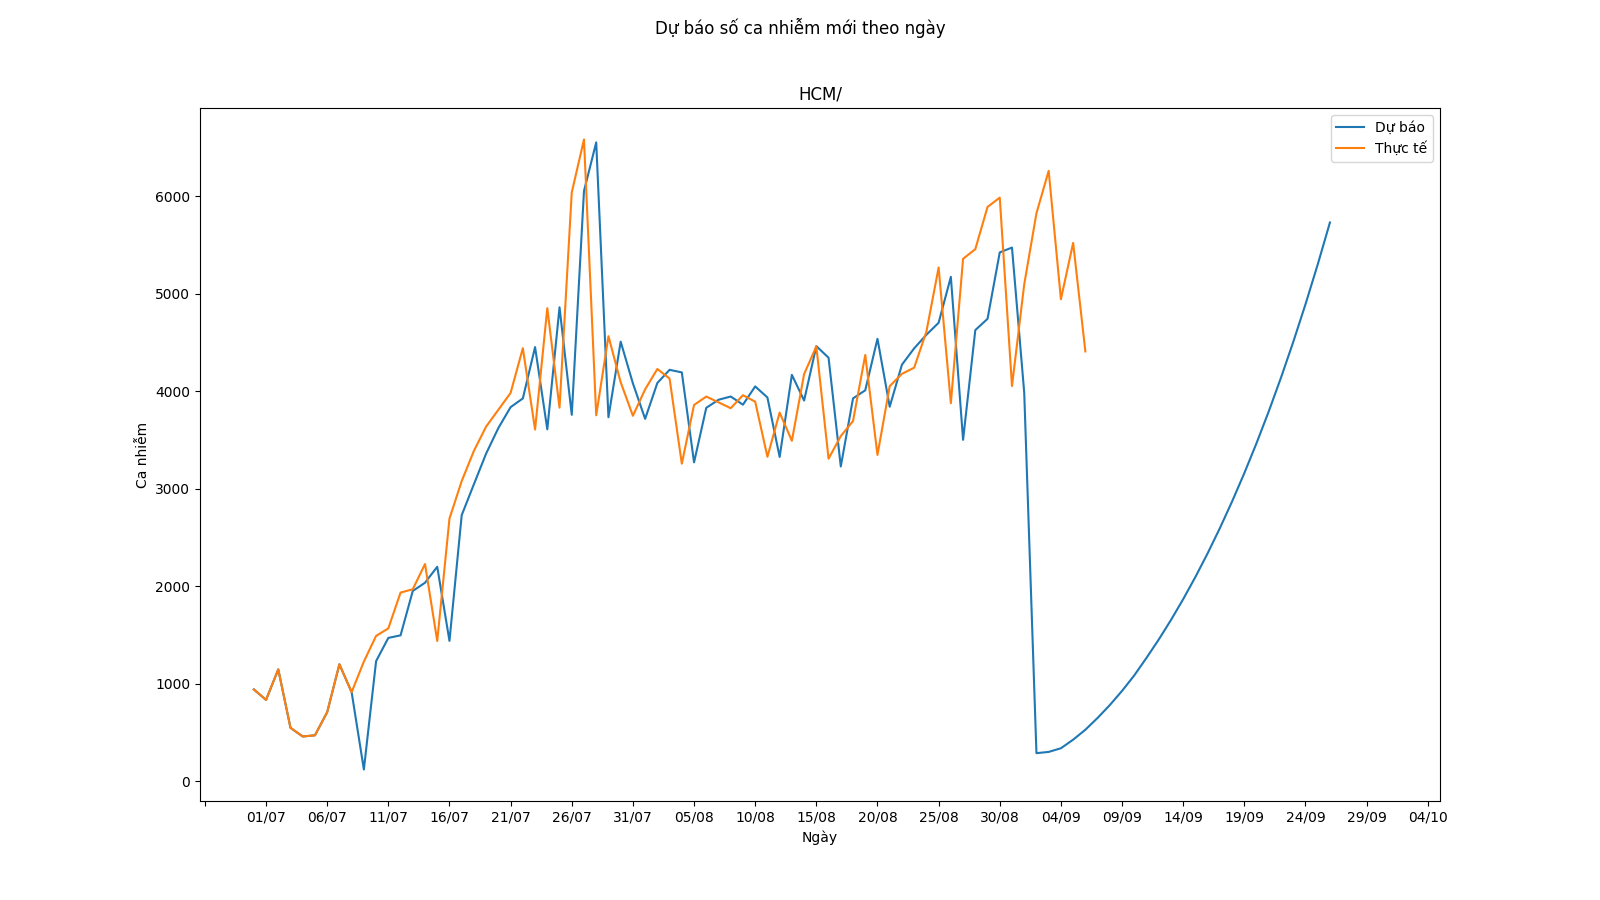 Dự báo số ca nhiễm mới theo ngày
HCM/
Dự báo
Thực tế
6000
5000
4000
3000
2000
1000
0
Ca nhiễm
01/07 06/07 11/07 16/07 21/07 26/07 31/07 05/08 10/08 15/08 20/08 25/08 30/08 04/09 09/09 14/09 19/09 24/09 29/09 04/10
Ngày